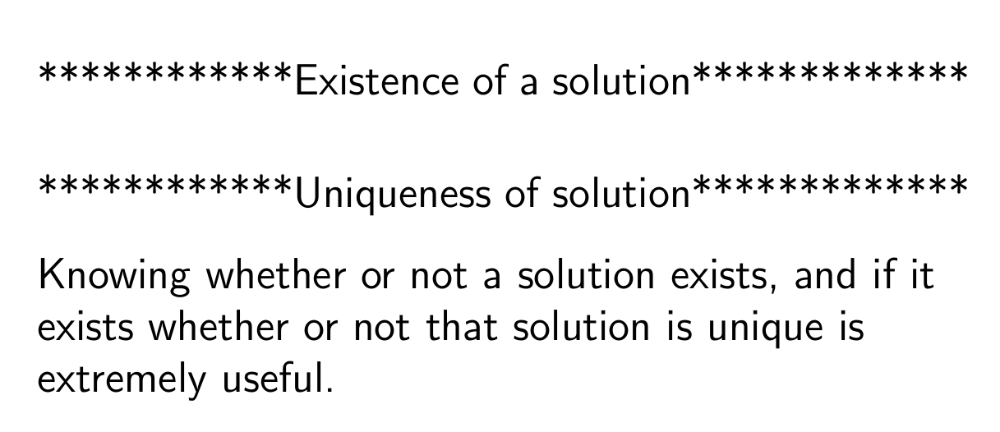 ************Existence of a solution*************
************Uniqueness of solution*************
Knowing whether or not a solution exists, and if it
exists whether or not that solution is unique is
extremely useful.